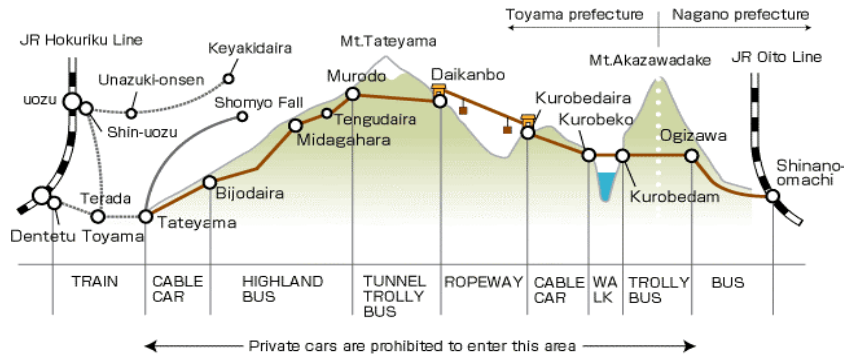 Toyama prefecture
Nagano prefecture
JR Hokuriku Line
Keyakidaira
Mt.Tateyama
Mt.Akazawadake
JR Oito Line
Unazuki-onsen
Murodo
Daikanbo
uozu
Shin-uozu
Shomyo Fall
Tengudaira
Midagahara
Kurobedaira
Kurobeko
Ogizawa
Terada
Bijodaira
Shinano-
omachi
Kurobedam
Dentetu
Toyama
Tateyama
TRAIN
CABLE
CAR
HIGHLAND
BUS
TUNNEL
TROLLY
BUS
ROPEWAY
CABLE
CAR
WA
LK
TROLLY
BUS
BUS
Private cars are prohibited to enter this area